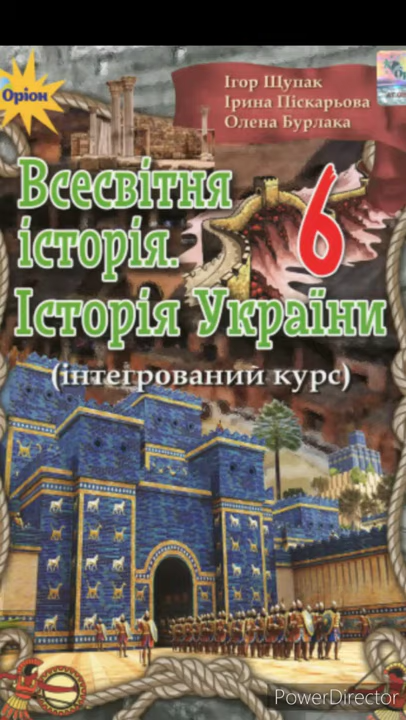 Оріон
Ігор Щупак
Ірина Піскарьова
Олена Бурлака
Всесвітня
історія.
6
Історія України
(інтегрований курс)
PowerDirector